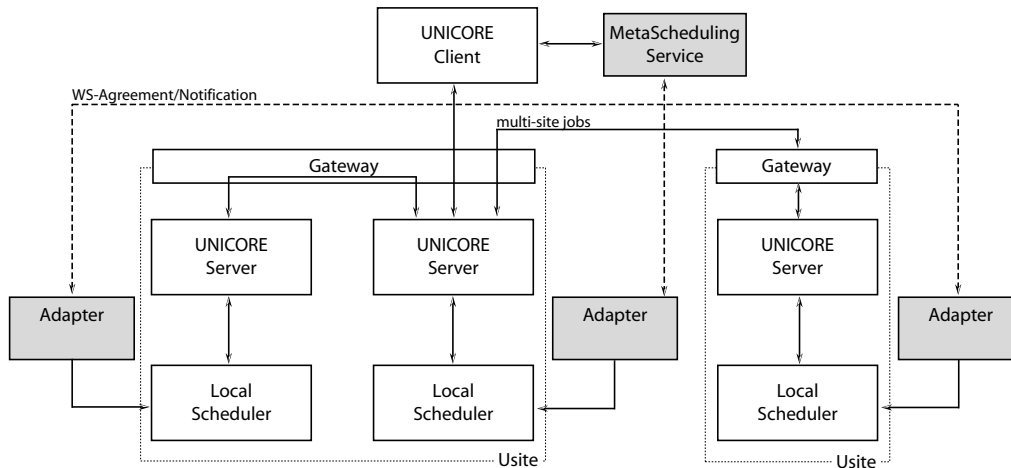 UNICORE
Client
MetaScheduling
Service
WS-Agreement/Notification
multi-site jobs
Gateway
Gateway
UNICORE
Server
UNICORE
Server
UNICORE
Server
Adapter
Adapter
Adapter
Local
Scheduler
Local
Scheduler
Local
Scheduler
Usite
Usite